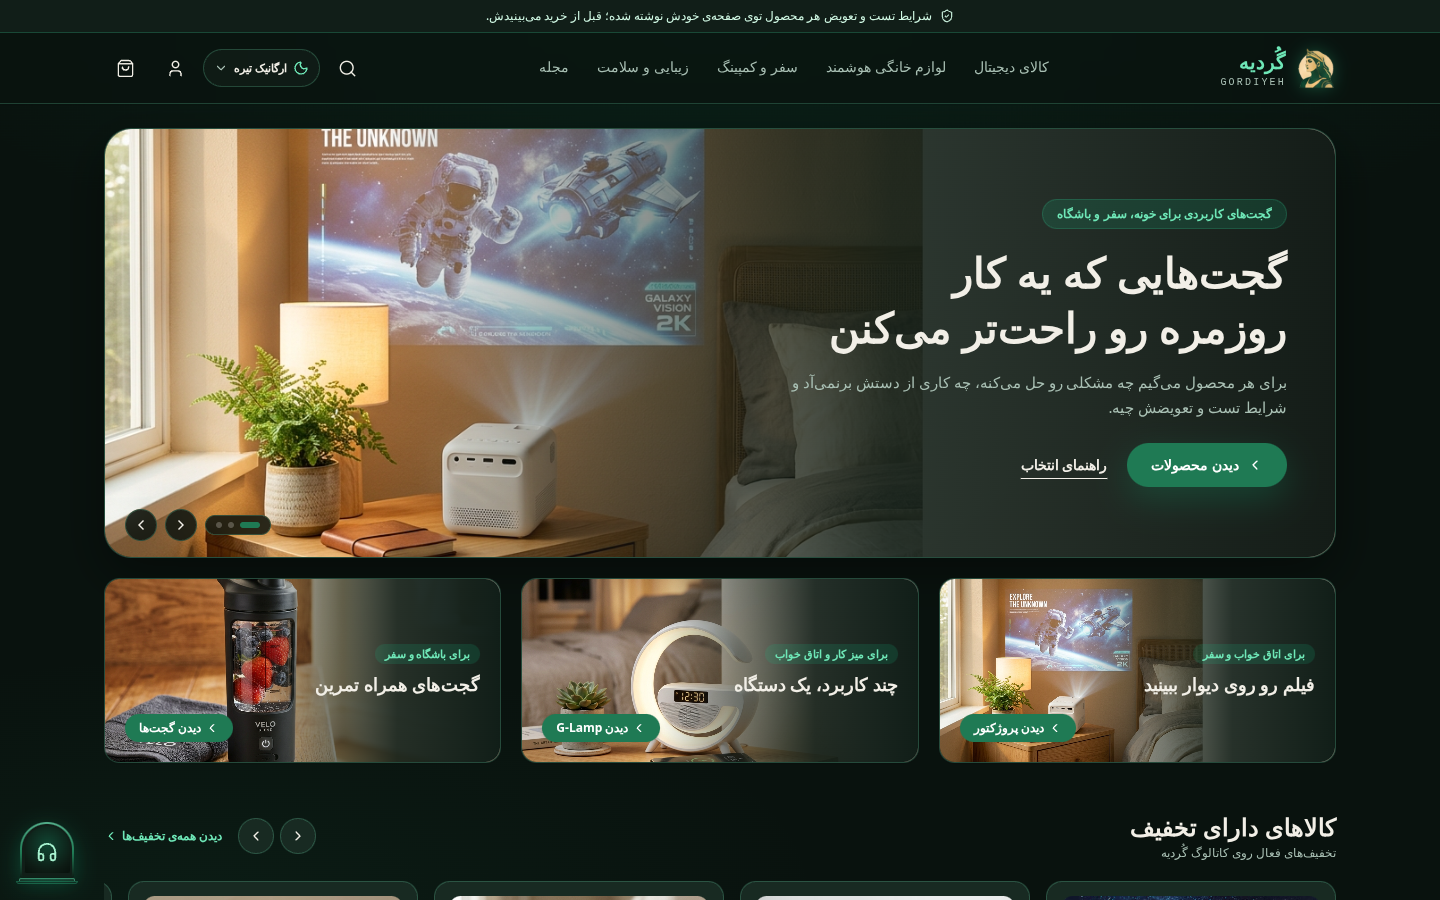 شرایط تست و تعویض هر محصول توی صفحه‌ی خودش نوشته شده؛ قبل از خرید می‌بینیدش.
گُردیه
GORDIYEH
کالای دیجیتال
لوازم خانگی هوشمند
سفر و کمپینگ
زیبایی و سلامت
مجله
ارگانیک تیره
THE UNKNOWN
GALAXY
VISION
2K
گجت‌های کاربردی برای خونه، سفر و باشگاه
گجت‌هایی که یه کار
روزمره رو راحت‌تر می‌کنن
برای هر محصول می‌گیم چه مشکلی رو حل می‌کنه، چه کاری از دستش برنمی‌آد و
شرایط تست و تعویضش چیه.
دیدن محصولات
راهنمای انتخاب
EXPLORE
THE UNKNOWN
GALAXY
VISION
2K
برای اتاق خواب و سفر
فیلم رو روی دیوار ببینید
دیدن پروژکتور
برای میز کار و اتاق خواب
چند کاربرد، یک دستگاه
12:30
دیدن G-Lamp
برای باشگاه و سفر
گجت‌های همراه تمرین
VELO
دیدن گجت‌ها
کالاهای دارای تخفیف
تخفیف‌های فعال روی کاتالوگ گُردیه
دیدن همه‌ی تخفیف‌ها